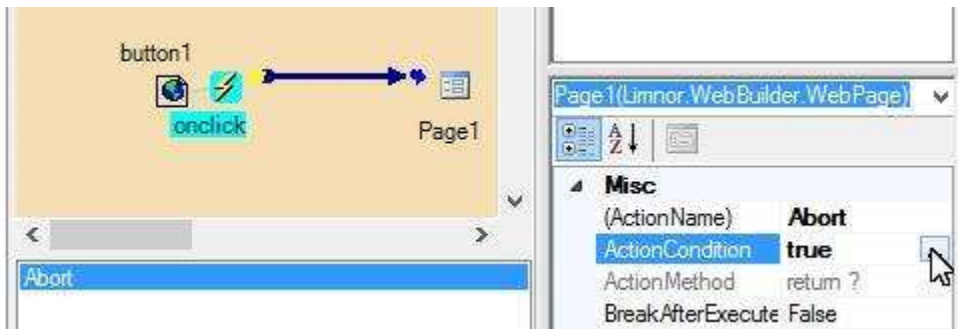 button1
onclick
Page1
Abort
Page1(Limnor.WebBuilder.WebPage)
Misc
(ActionName) Abort
ActionCondition true
ActionMethod return ?
BreakAfterExecute False